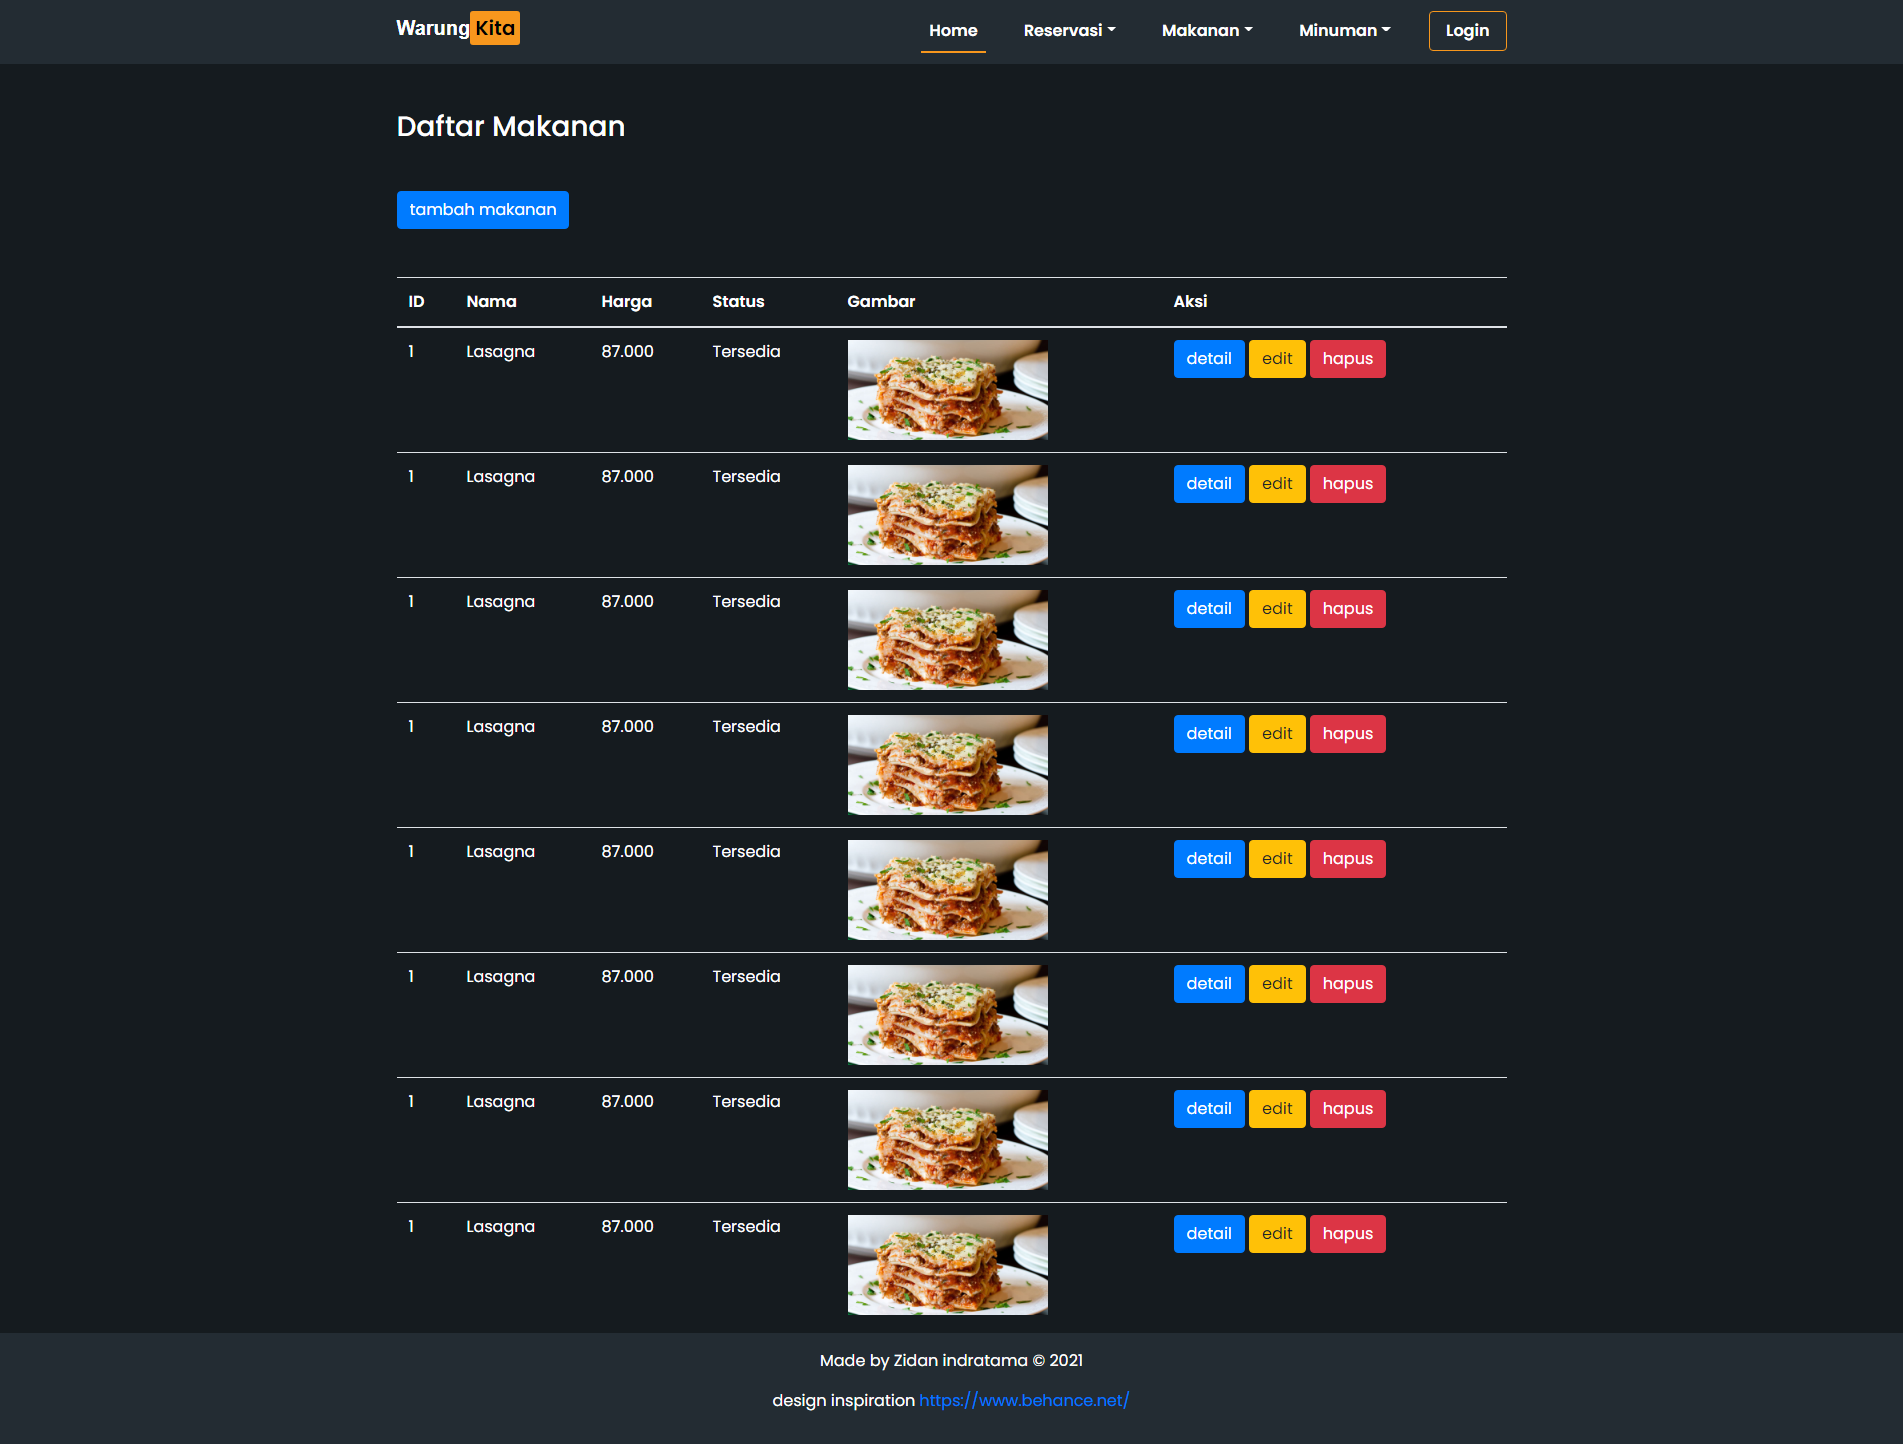 WarungKita Home Reservasi Makanan Minuman Login
Daftar Makanan
tambah makanan
ID Nama Harga Status Gambar Aksi
1 Lasagna 87.000 Tersedia detail edit hapus
1 Lasagna 87.000 Tersedia detail edit hapus
1 Lasagna 87.000 Tersedia detail edit hapus
1 Lasagna 87.000 Tersedia detail edit hapus
1 Lasagna 87.000 Tersedia detail edit hapus
1 Lasagna 87.000 Tersedia detail edit hapus
1 Lasagna 87.000 Tersedia detail edit hapus
1 Lasagna 87.000 Tersedia detail edit hapus
Made by Zidan indratama © 2021
design inspiration https://www.behance.net/